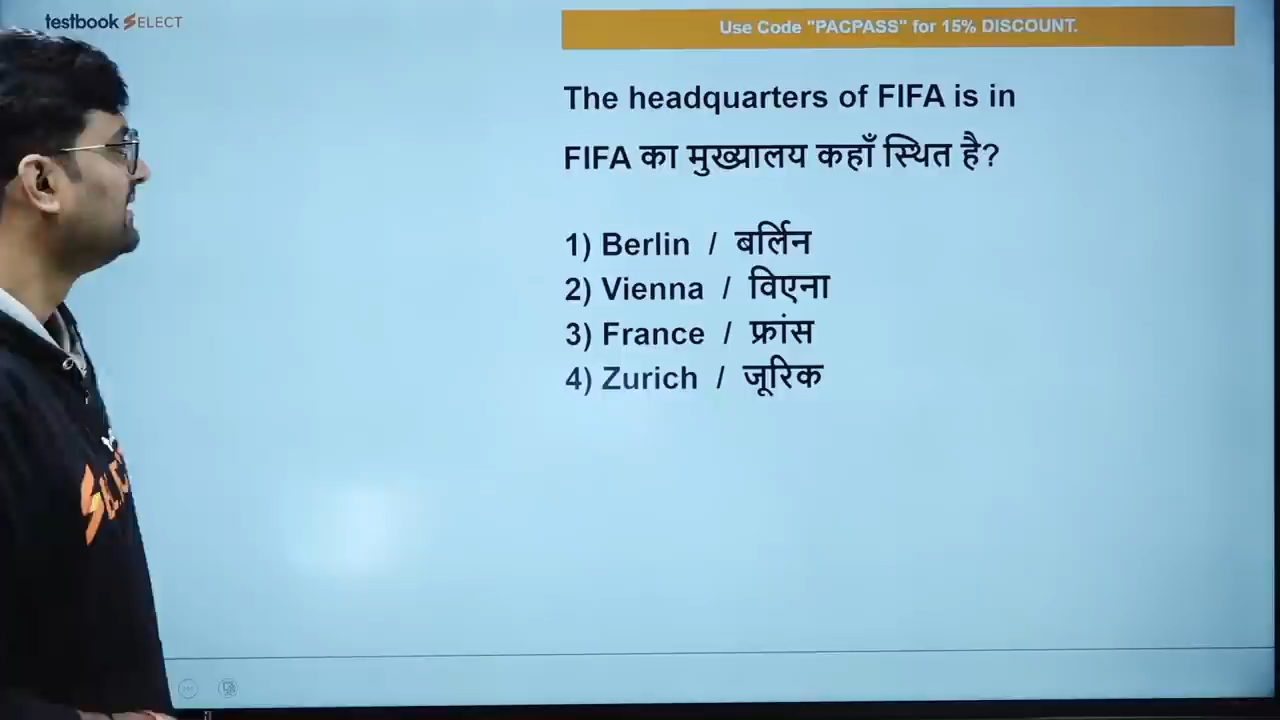 testbook SELECT
Use Code "PACPASS" for 15% DISCOUNT.
The headquarters of FIFA is in
FIFA का मुख्यालय कहाँ स्थित है?
1) Berlin / बर्लिन
2) Vienna / विएना
3) France / फ्रांस
4) Zurich / जूरिक